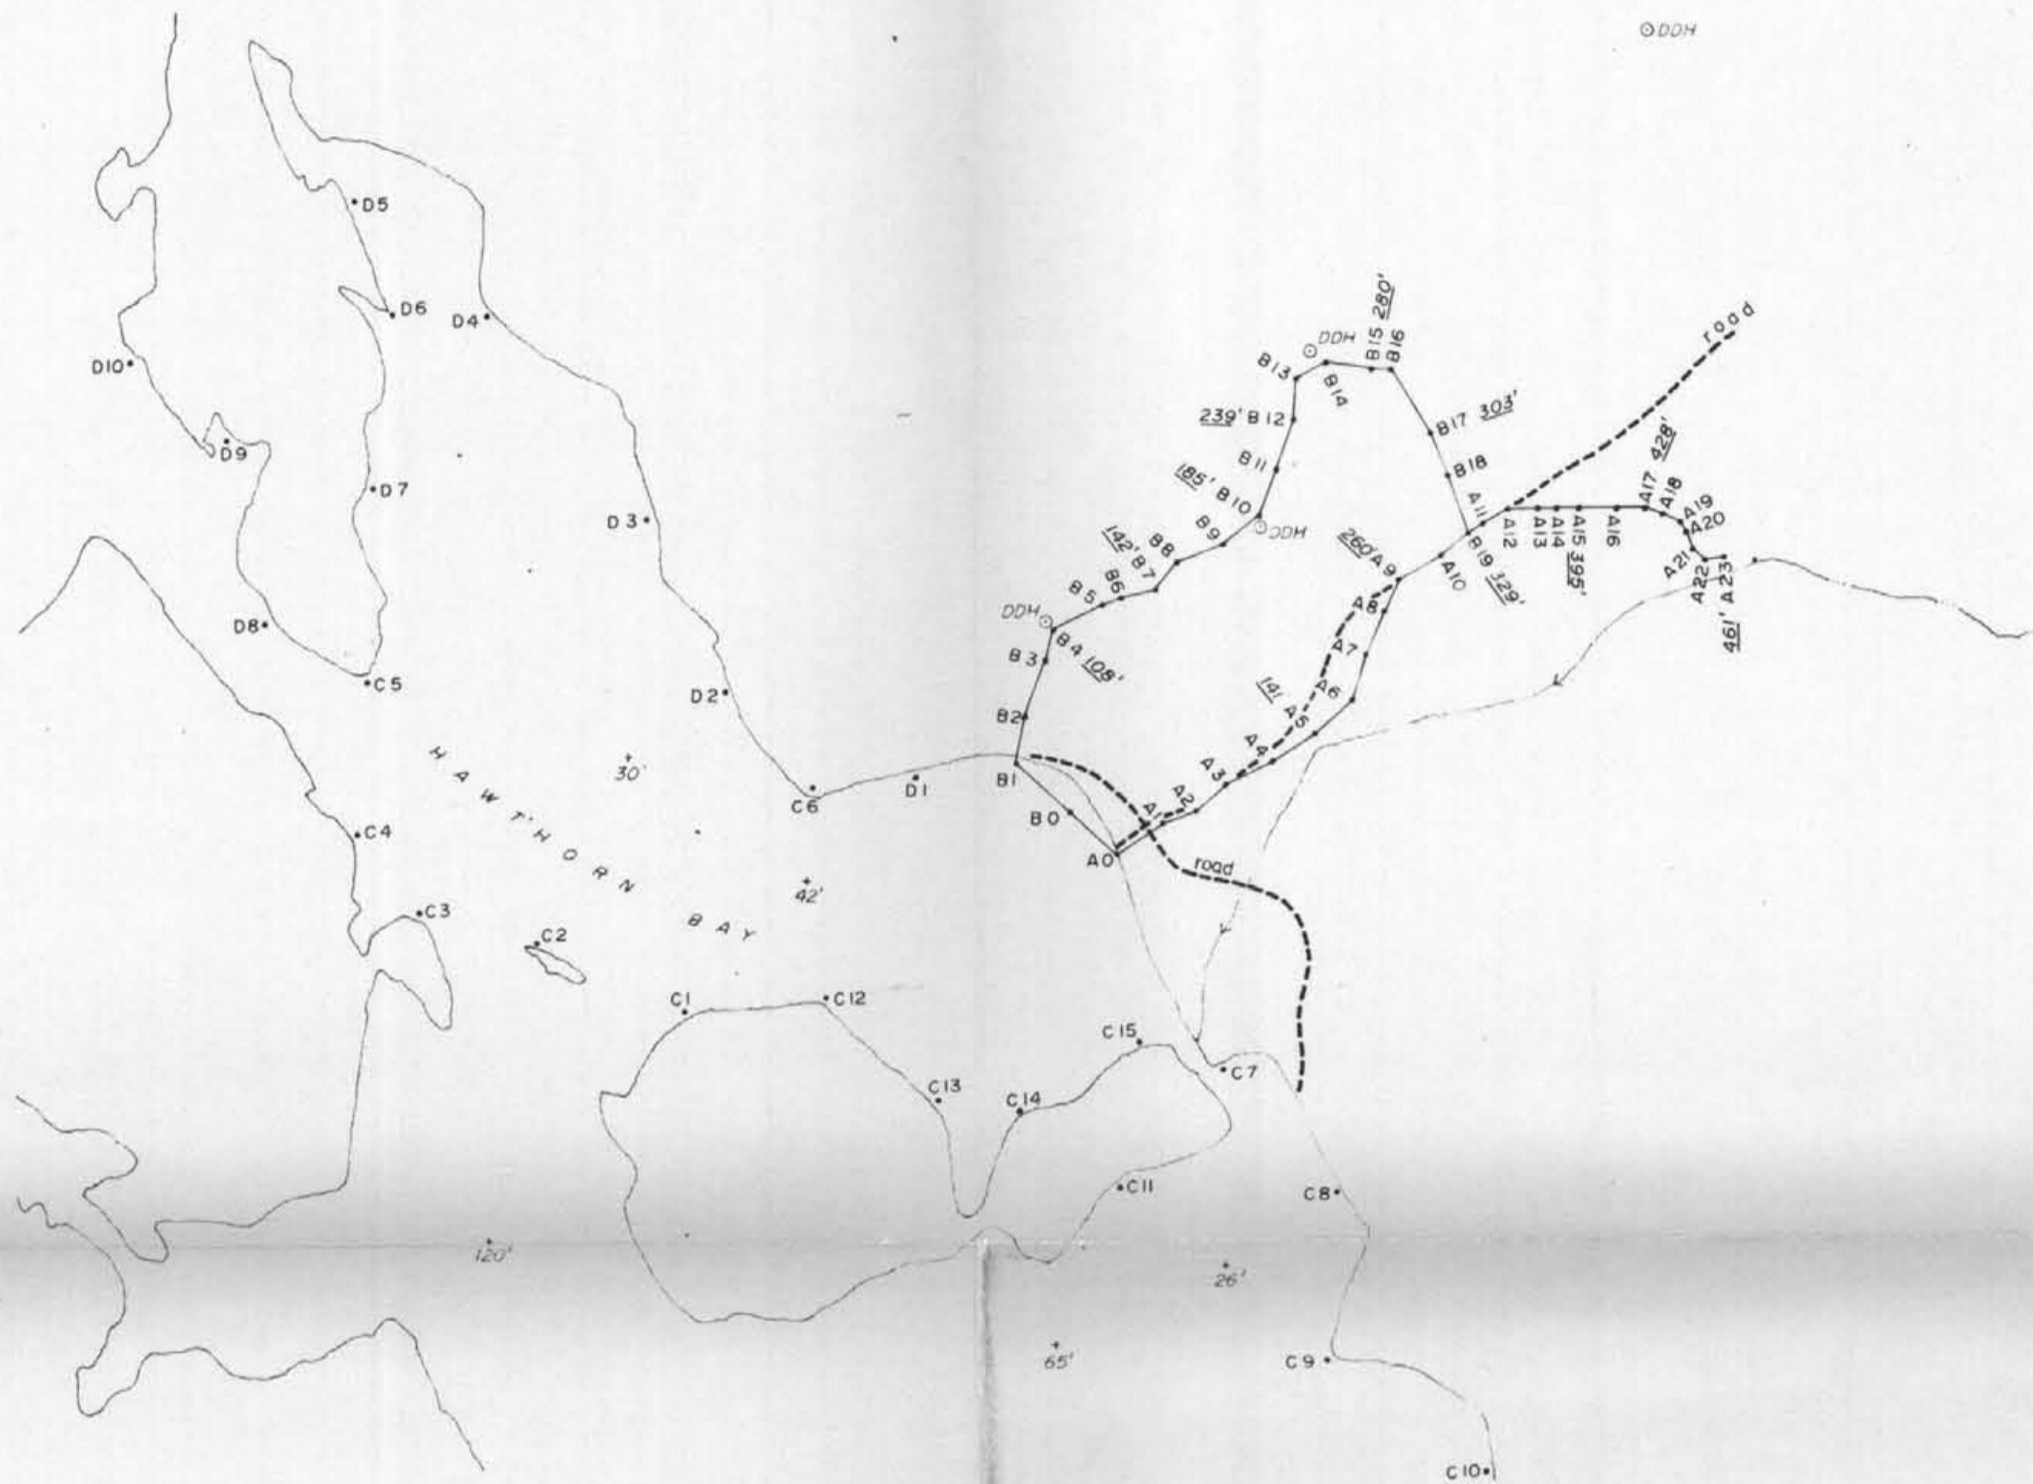 DDH
D5
D6
D4
D10
D9
D7
D3
D8
C5
D2
HAWTHORN BAY
30'
C6
D1
C4
C3
C2
42'
C1
C12
C13
C14
C15
C7
C11
C8
120'
26'
65'
C9
C10
road
280'
B15
B16
DDH
B13
B14
239' B12
B17 303'
B11
B18
185' B10
DDH
B9
142' B7
B8
B6
B5
DDH
B4 108'
B3
B2
B1
B0
A0
A1
A2
A3
A4
141 A5
A6
A7
A8
260' A9
A10
B19 329'
A11
A12
A13
A14
A15 395'
A16
A17 428'
A18
A19
A20
A21
A22
461' A23
road